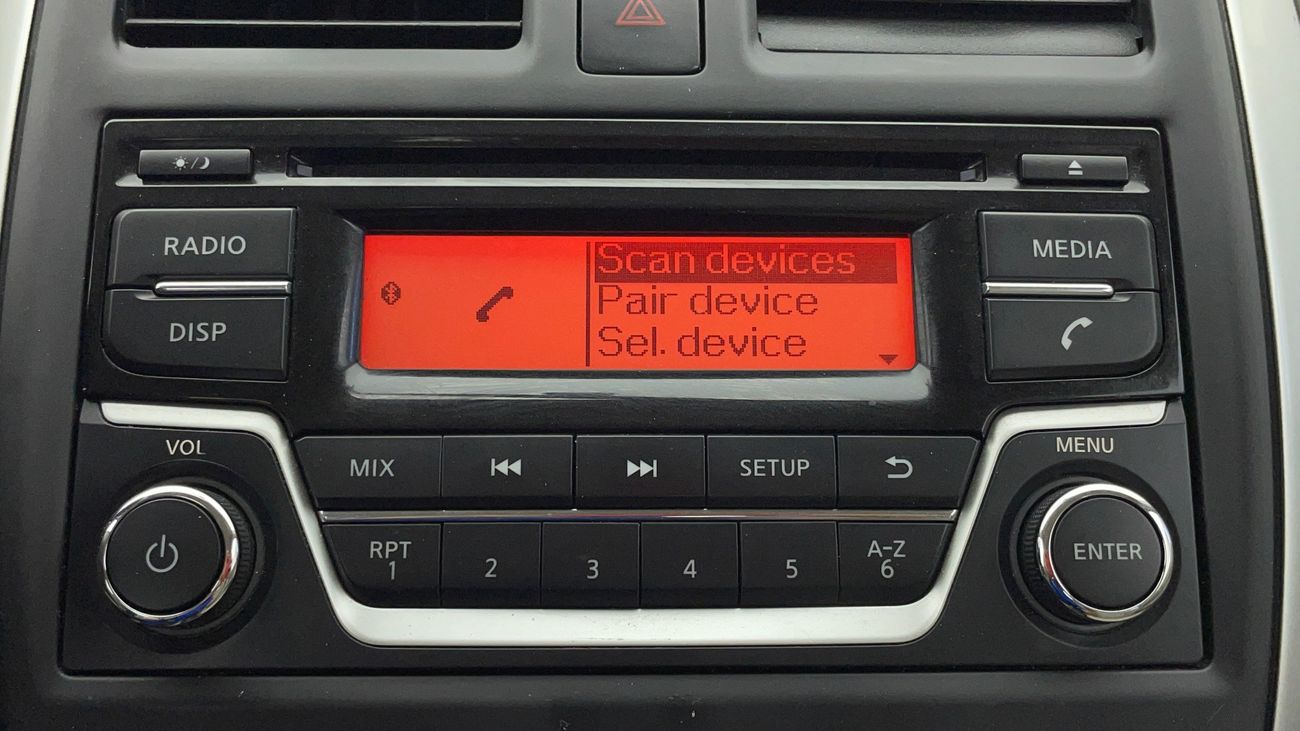 RADIO
DISP
Scan devices
Pair device
Sel. device
MEDIA
VOL
MIX
SETUP
MENU
RPT
1
2
3
4
5
A-Z
6
ENTER